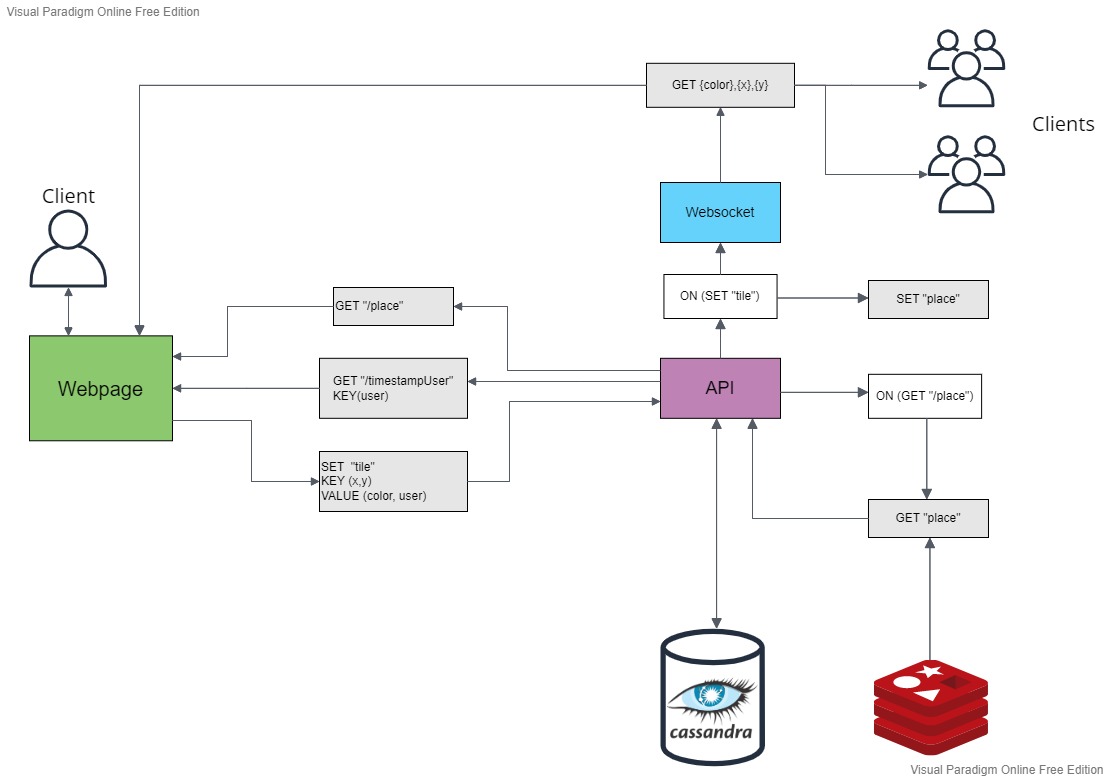 Visual Paradigm Online Free Edition
GET {color},{x},{y}
Clients
Client
Websocket
ON (SET "tile")
SET "place"
GET "/place"
Webpage
GET "/timestampUser"
KEY(user)
API
ON (GET "/place")
SET "tile"
KEY (x,y)
VALUE (color, user)
GET "place"
cassandra
Visual Paradigm Online Free Edition